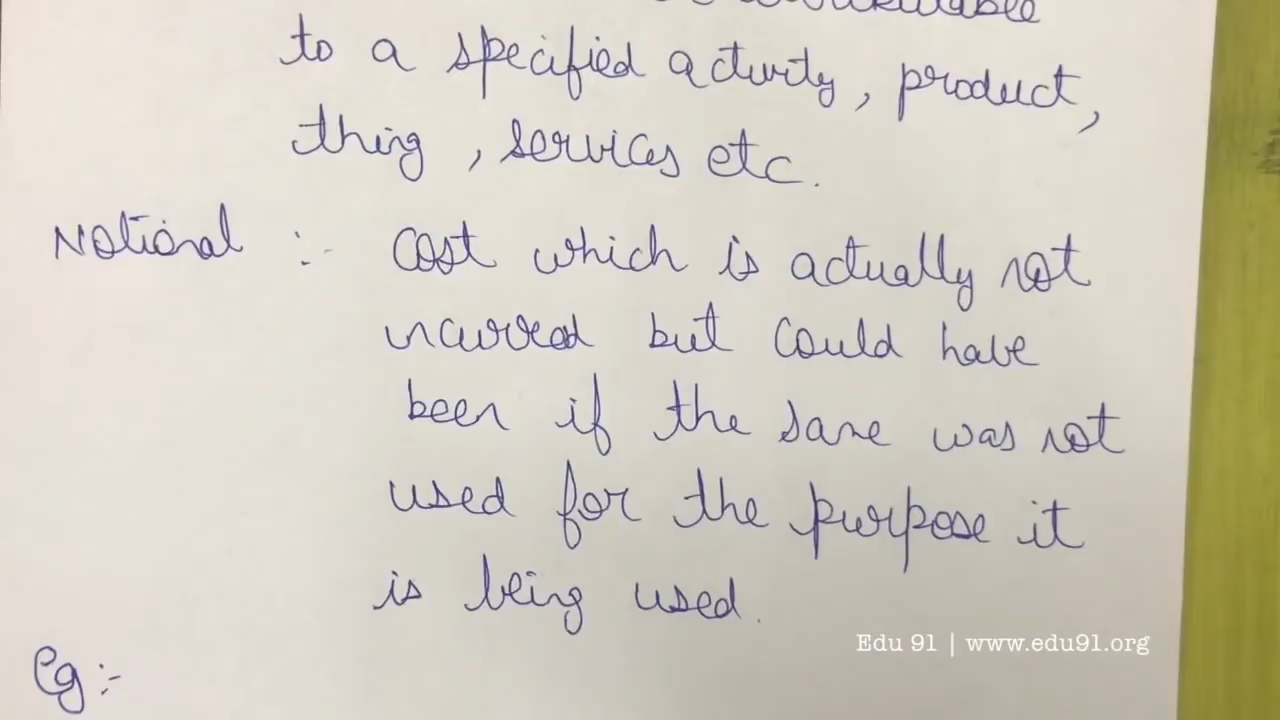 to a specified activity, product,
thing, services etc.
Notional :- Cost which is actually not
incurred but could have
been if the same was not
used for the purpose it
is being used.
Eg :-
Edu 91 | www.edu91.org